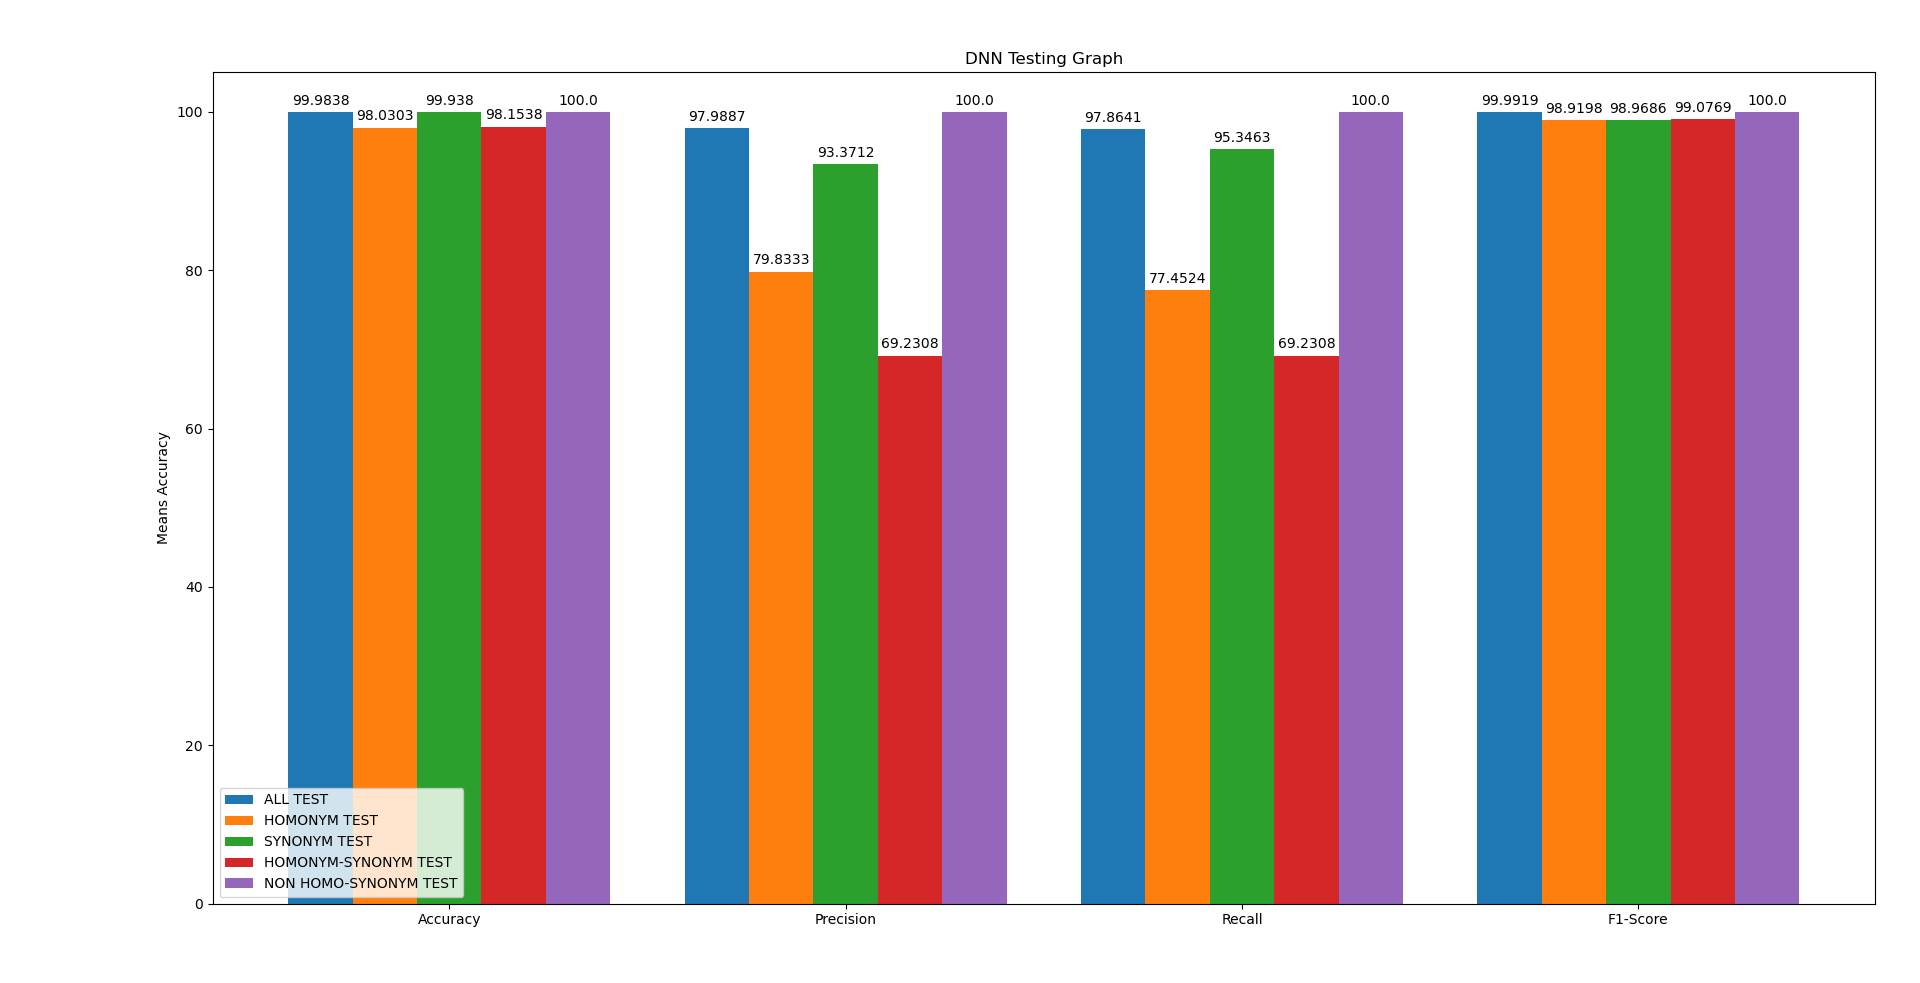 DNN Testing Graph
99.9838 98.0303 99.938 98.1538 100.0
97.9887 79.8333 93.3712 69.2308 100.0
97.8641 77.4524 95.3463 69.2308 100.0
99.9919 98.9198 98.9686 99.0769 100.0
100
80
60
40
20
0
Means Accuracy
ALL TEST
HOMONYM TEST
SYNONYM TEST
HOMONYM-SYNONYM TEST
NON HOMO-SYNONYM TEST
Accuracy Precision Recall F1-Score